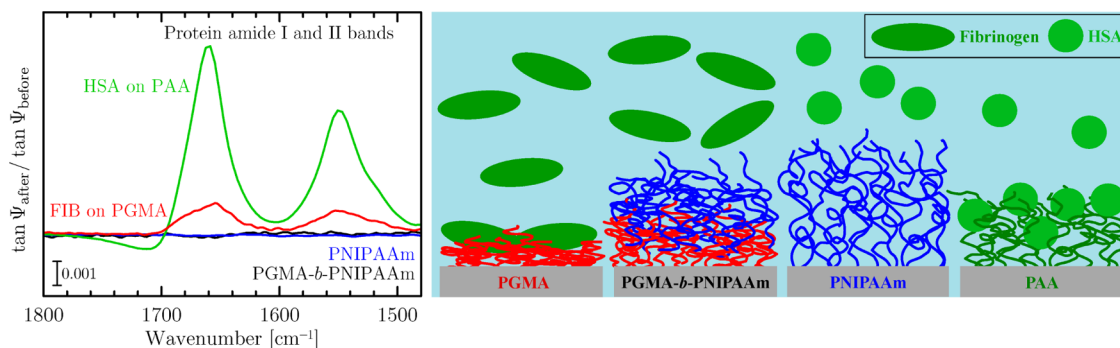 Protein amide I and II bands
HSA on PAA
FIB on PGMA
PNIPAAm
PGMA-b-PNIPAAm
0.001
tan Ψafter / tan Ψbefore
1800 1700 1600 1500
Wavenumber [cm⁻¹]
Fibrinogen HSA
PGMA PGMA-b-PNIPAAm PNIPAAm PAA